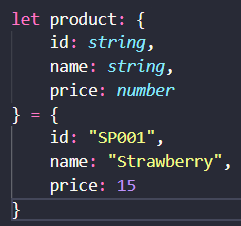 let product: {
    id: string,
    name: string,
    price: number
} = {
    id: "SP001",
    name: "Strawberry",
    price: 15
}